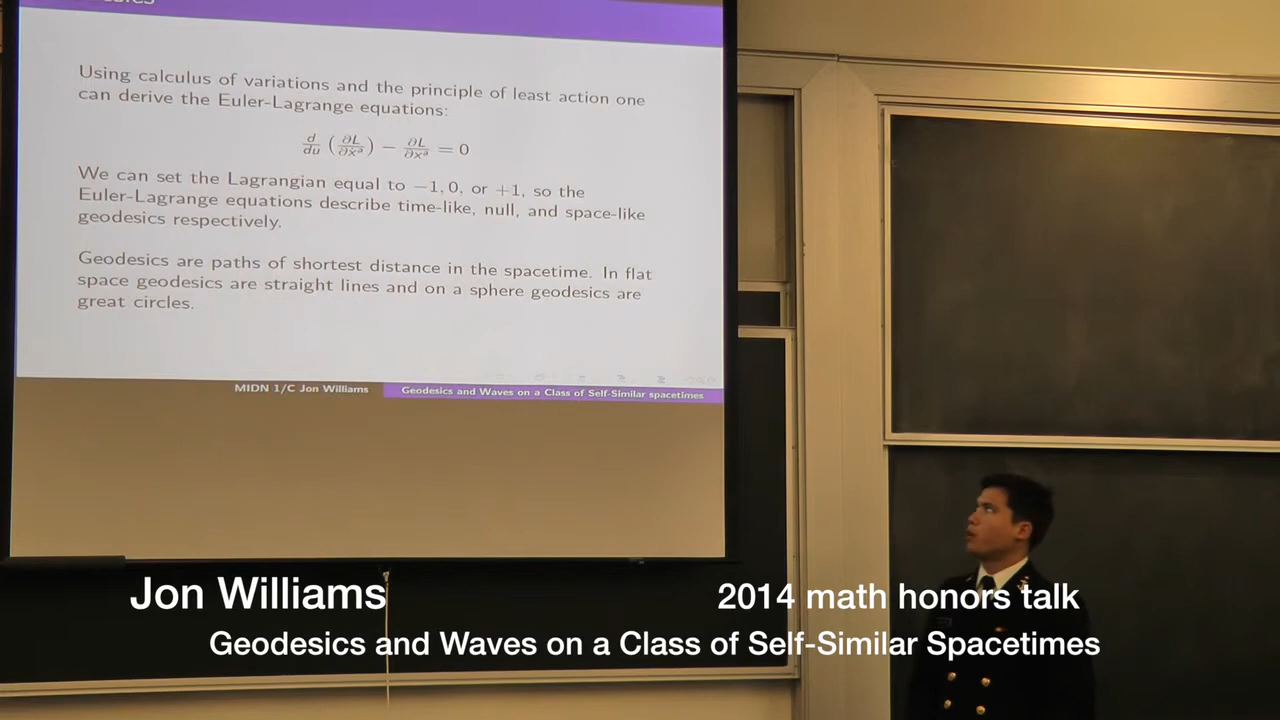 Using calculus of variations and the principle of least action one
can derive the Euler-Lagrange equations:
d/du (∂L/∂ẋᵃ) − ∂L/∂xᵃ = 0
We can set the Lagrangian equal to −1, 0, or +1, so the
Euler-Lagrange equations describe time-like, null, and space-like
geodesics respectively.
Geodesics are paths of shortest distance in the spacetime. In flat
space geodesics are straight lines and on a sphere geodesics are
great circles.
MIDN 1/C Jon Williams
Geodesics and Waves on a Class of Self-Similar spacetimes
Jon Williams
2014 math honors talk
Geodesics and Waves on a Class of Self-Similar Spacetimes